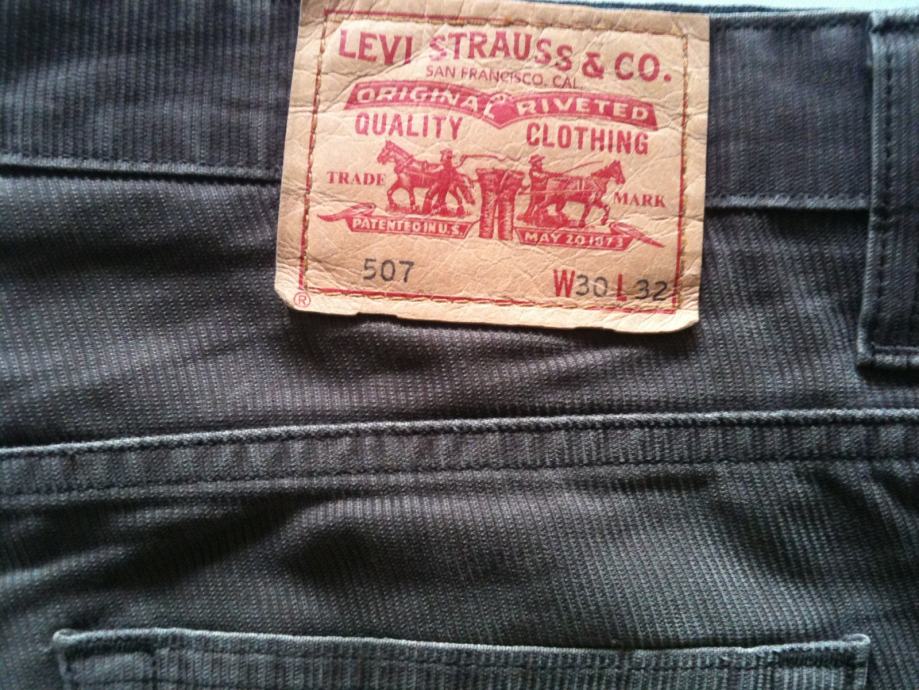 LEVI STRAUSS & CO.
SAN FRANCISCO, CAL.
ORIGINAL RIVETED
QUALITY CLOTHING
TRADE MARK
PATENTED IN U.S. MAY 20 1873
507 W30 L32
®